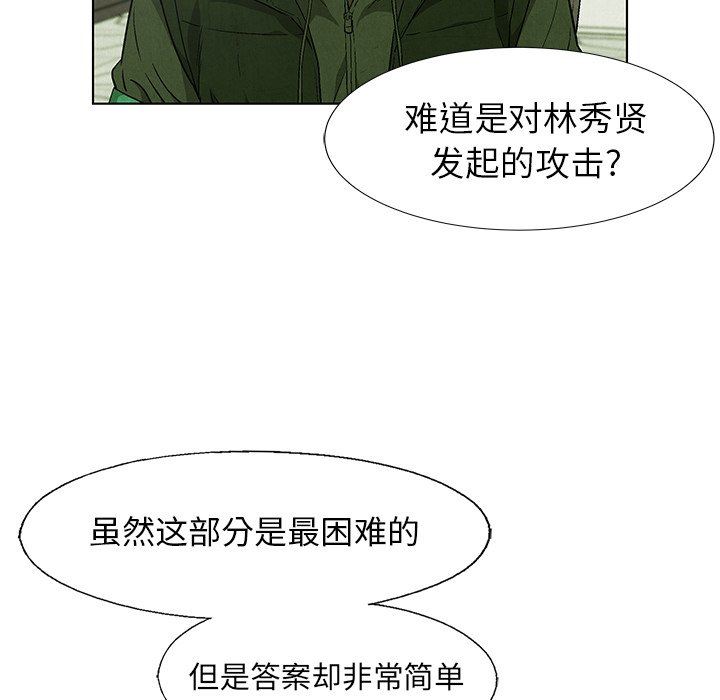 难道是对林秀贤
发起的攻击?
虽然这部分是最困难的
但是答案却非常简单